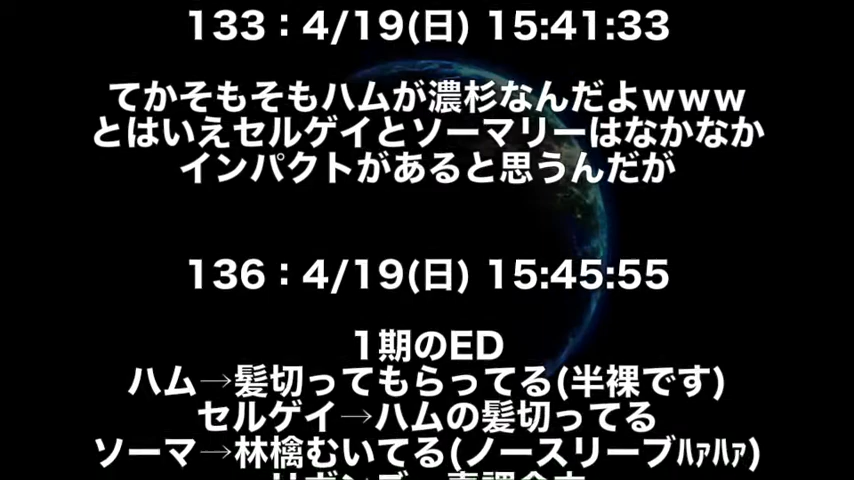 133：4/19(日) 15:41:33
てかそもそもハムが濃杉なんだよwww
とはいえセルゲイとソーマリーはなかなか
インパクトがあると思うんだが
136：4/19(日) 15:45:55
1期のED
ハム→髪切ってもらってる(半裸です)
セルゲイ→ハムの髪切ってる
ソーマ→林檎むいてる(ノースリーブﾊｧﾊｧ)